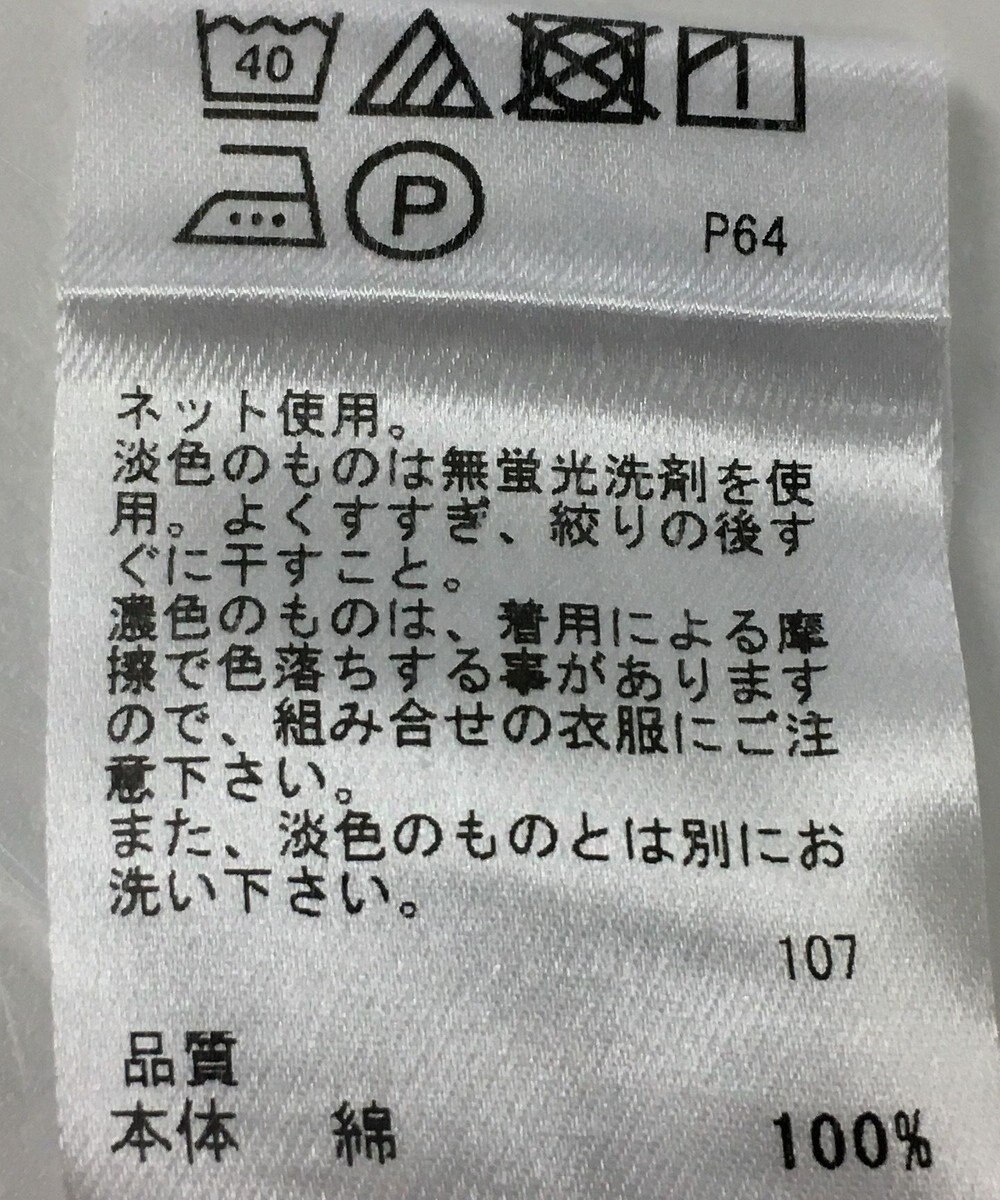 40
P
P64
ネット使用。
淡色のものは無蛍光洗剤を使
用。よくすすぎ、絞りの後す
ぐに干すこと。
濃色のものは、着用による摩
擦で色落ちする事があります
ので、組み合せの衣服にご注
意下さい。
また、淡色のものとは別にお
洗い下さい。
107
品質
本体 綿 100%